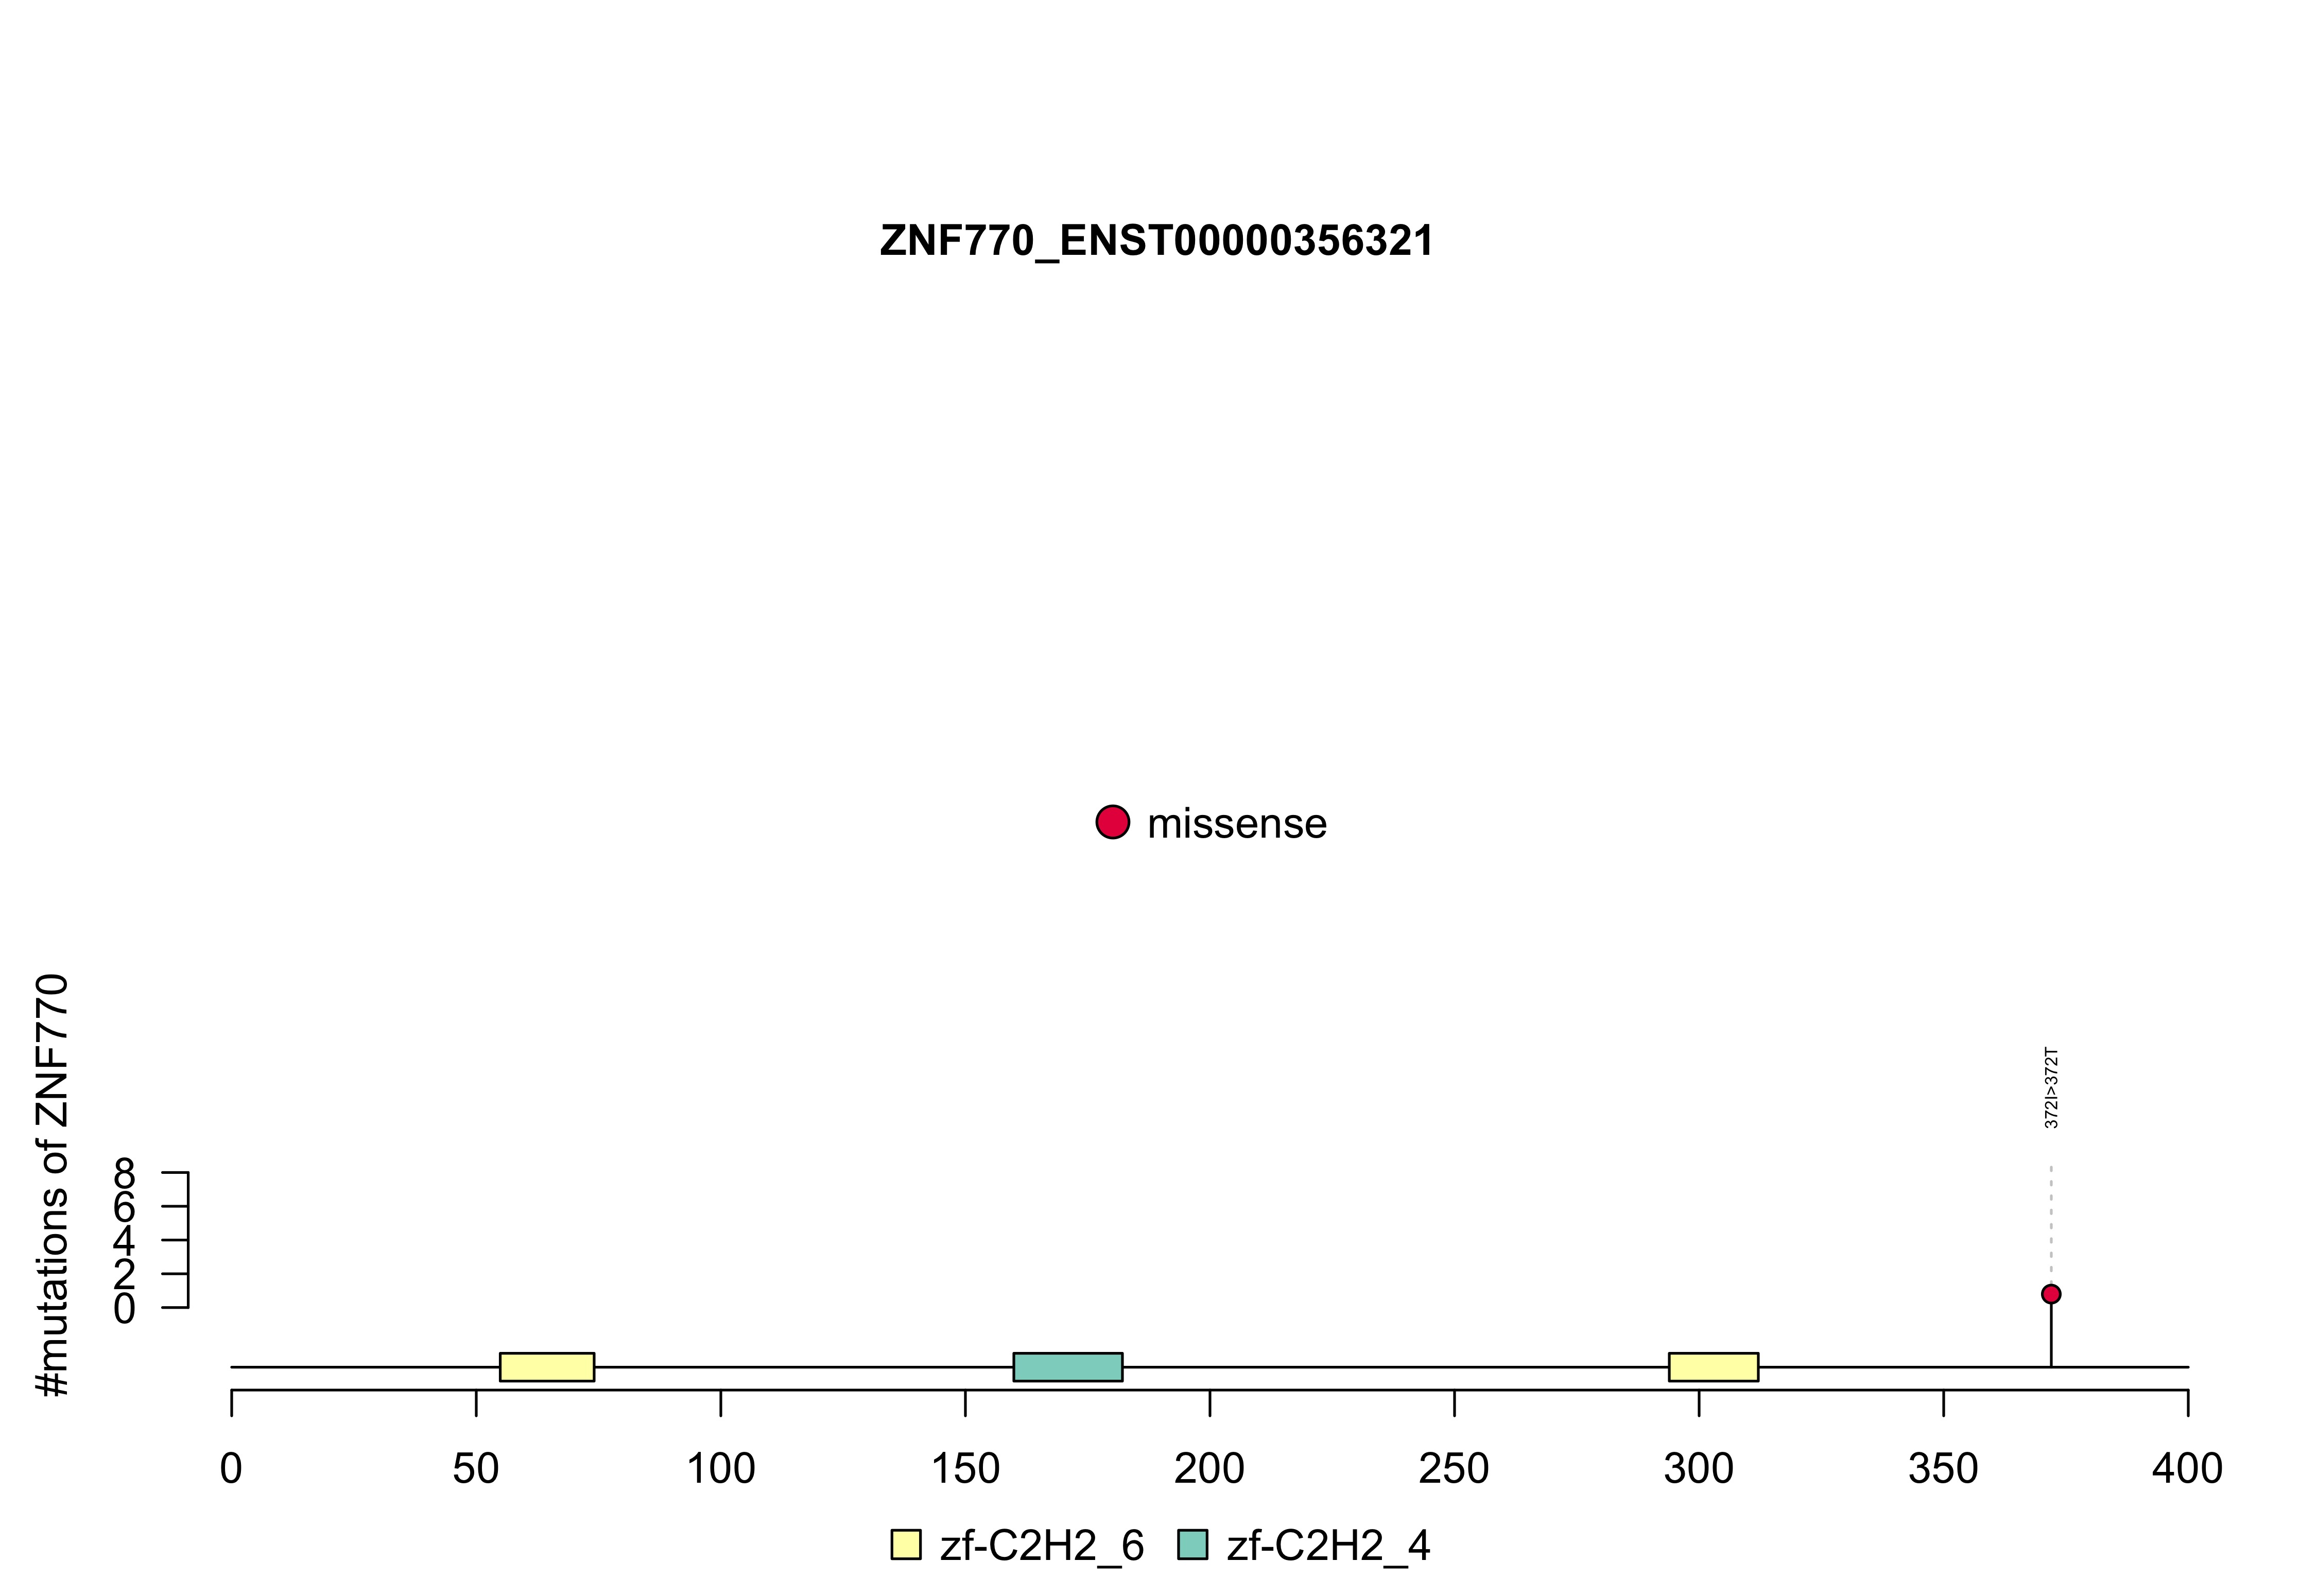 ZNF770_ENST00000356321
missense
#mutations of ZNF770
372I>372T
8
6
4
2
0
0 50 100 150 200 250 300 350 400
zf-C2H2_6 zf-C2H2_4